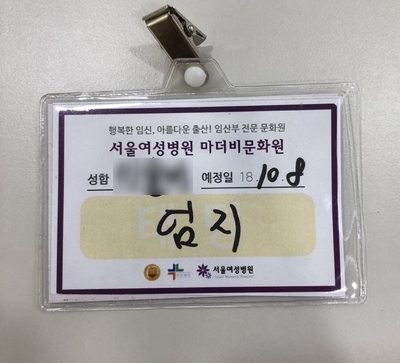 행복한 임신, 아름다운 출산! 임산부 전문 문화원
서울여성병원 마더비문화원
성함 예정일 18.10.8
엄지
서울여성병원